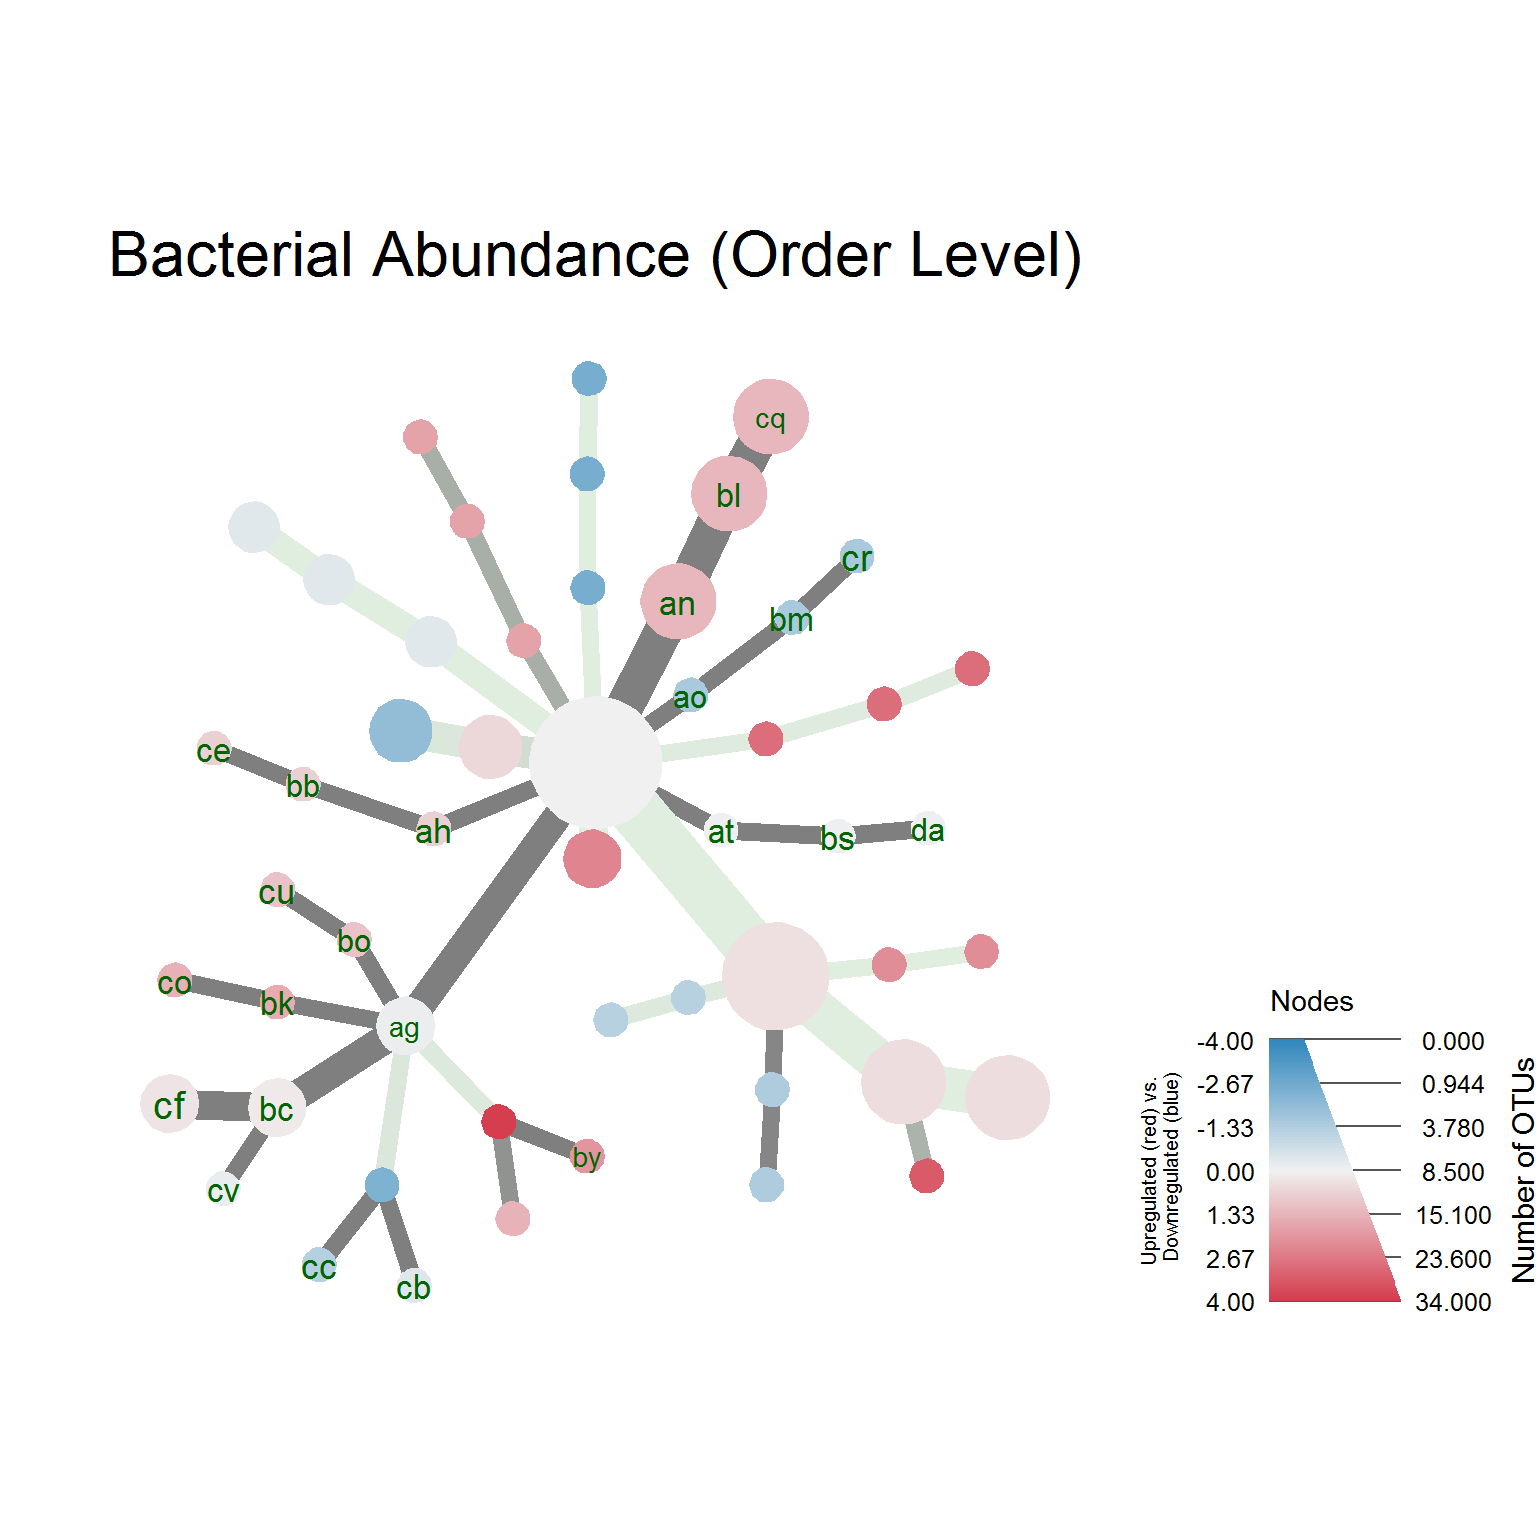 Bacterial Abundance (Order Level)
cq
bl
cr
an
bm
ao
ce
bb
ah
at
bs
da
cu
bo
co
bk
ag
cf
bc
cv
by
cc
cb
Nodes
-4.00 0.000
-2.67 0.944
-1.33 3.780
0.00 8.500
1.33 15.100
2.67 23.600
4.00 34.000
Upregulated (red) vs.
Downregulated (blue)
Number of OTUs